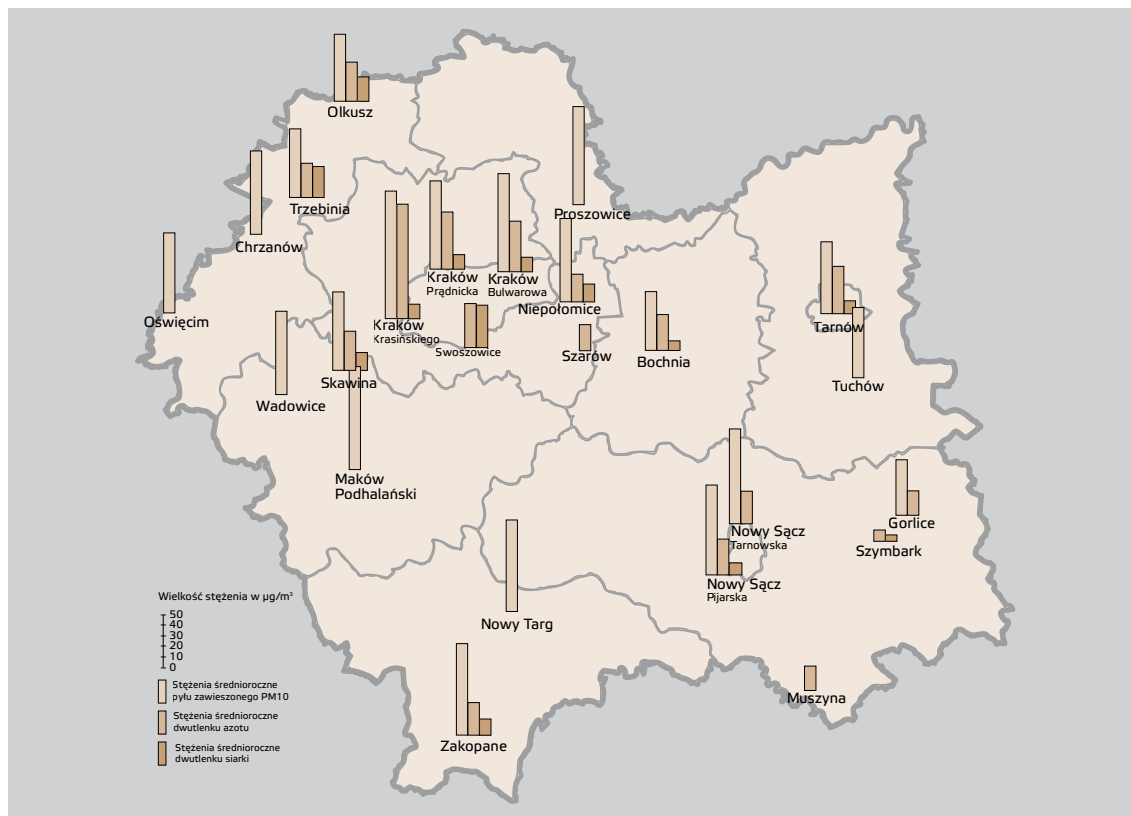 Olkusz
Trzebinia
Chrzanów
Oświęcim
Proszowice
Kraków
Prądnicka
Kraków
Bulwarowa
Niepołomice
Kraków
Krasińskiego
Swoszowice
Szarów
Bochnia
Tarnów
Tuchów
Skawina
Wadowice
Maków
Podhalański
Nowy Sącz
Tarnowska
Gorlice
Szymbark
Nowy Sącz
Pijarska
Nowy Targ
Muszyna
Zakopane
Wielkość stężenia w µg/m³
50
40
30
20
10
0
Stężenia średnioroczne
pyłu zawieszonego PM10
Stężenia średnioroczne
dwutlenku azotu
Stężenia średnioroczne
dwutlenku siarki